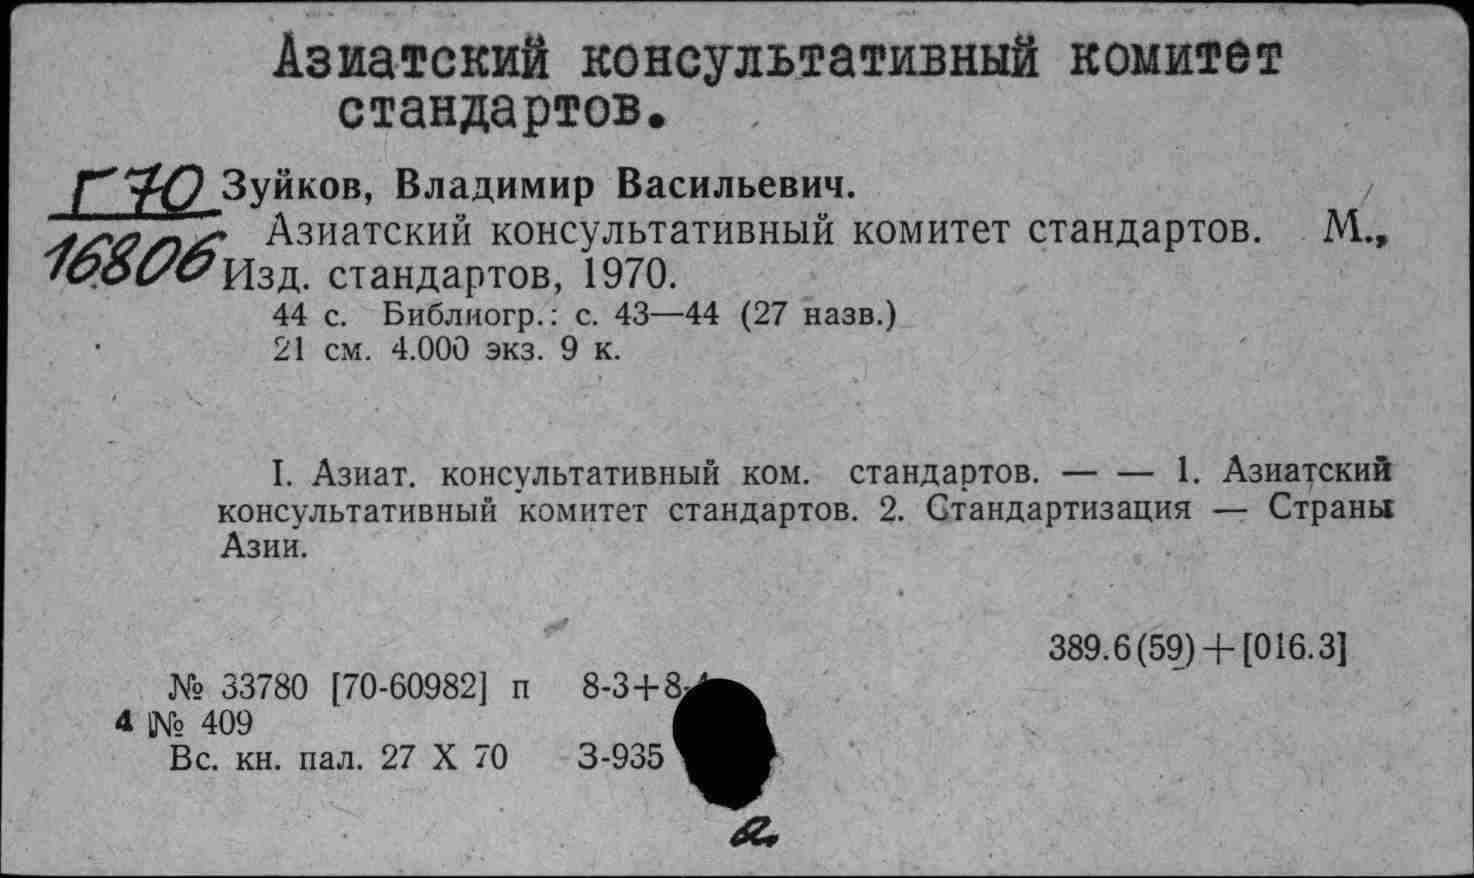 Азиатский консультативный комитет
стандартов.
Г70
16806
Зуйков, Владимир Васильевич.
Азиатский консультативный комитет стандартов. М.,
Изд. стандартов, 1970.
44 с. Библиогр.: с. 43—44 (27 назв.)
21 см. 4.000 экз. 9 к.
I. Азиат. консультативный ком. стандартов. — — 1. Азиатский
консультативный комитет стандартов. 2. Стандартизация — Страны
Азии.
389.6(59)+[016.3]
№ 33780 [70-60982] п 8-3+8-4
4 № 409
Вс. кн. пал. 27 X 70 З-935